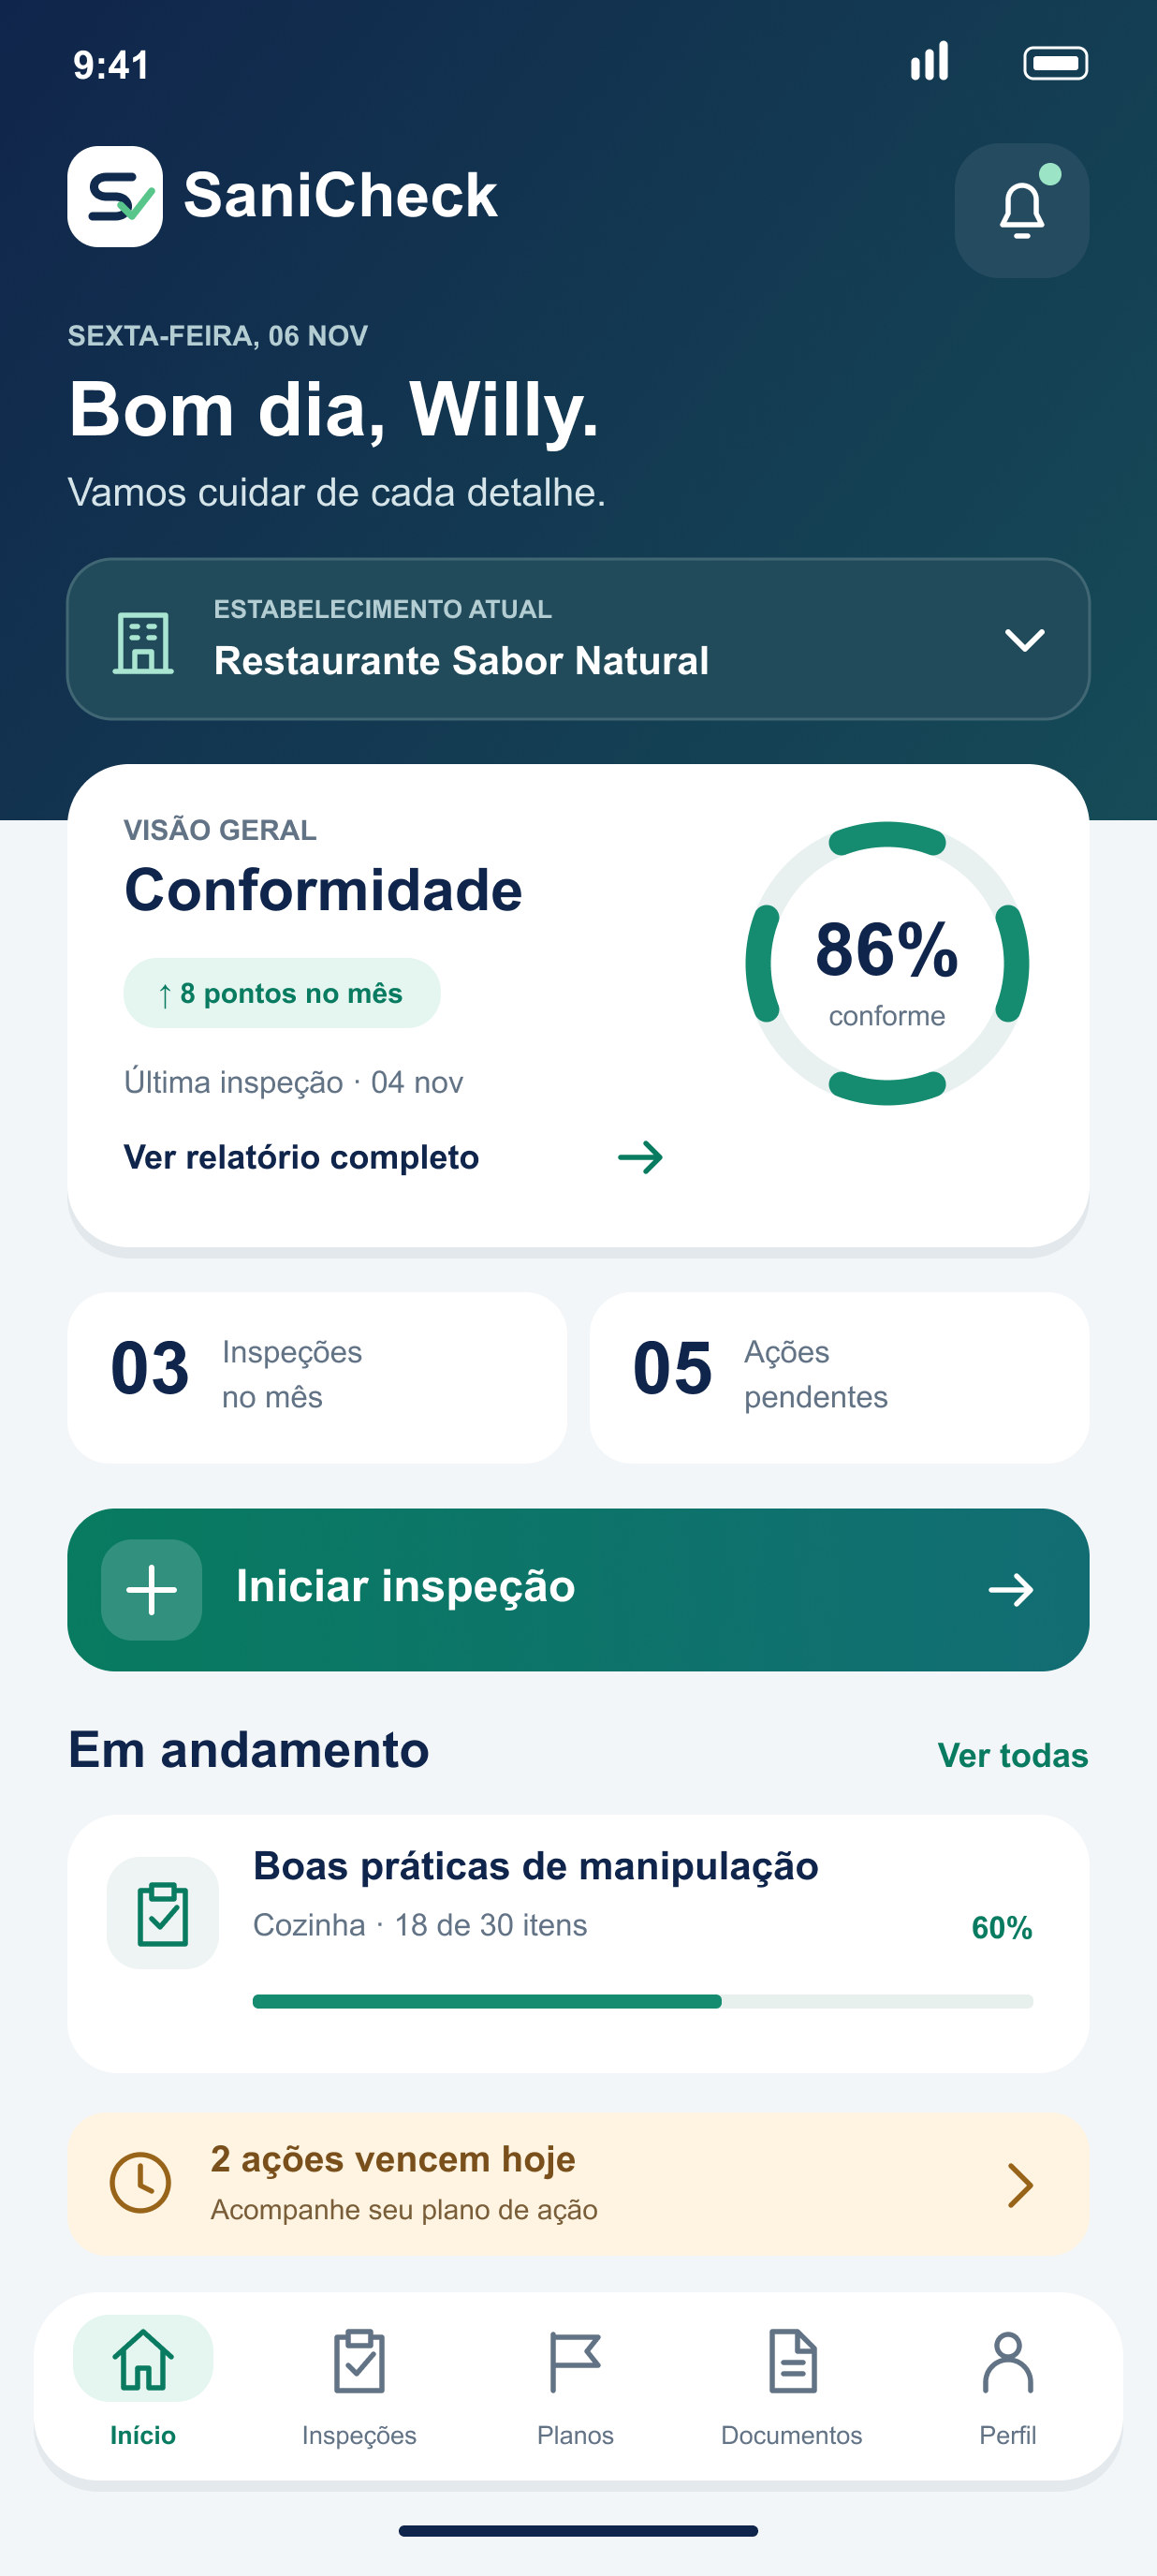 9:41
SaniCheck
SEXTA-FEIRA, 06 NOV
Bom dia, Willy.
Vamos cuidar de cada detalhe.
ESTABELECIMENTO ATUAL
Restaurante Sabor Natural
VISÃO GERAL
Conformidade
86%
conforme
↑ 8 pontos no mês
Última inspeção · 04 nov
Ver relatório completo
03
Inspeções
no mês
05
Ações
pendentes
Iniciar inspeção
Em andamento
Ver todas
Boas práticas de manipulação
Cozinha · 18 de 30 itens
60%
2 ações vencem hoje
Acompanhe seu plano de ação
Início
Inspeções
Planos
Documentos
Perfil